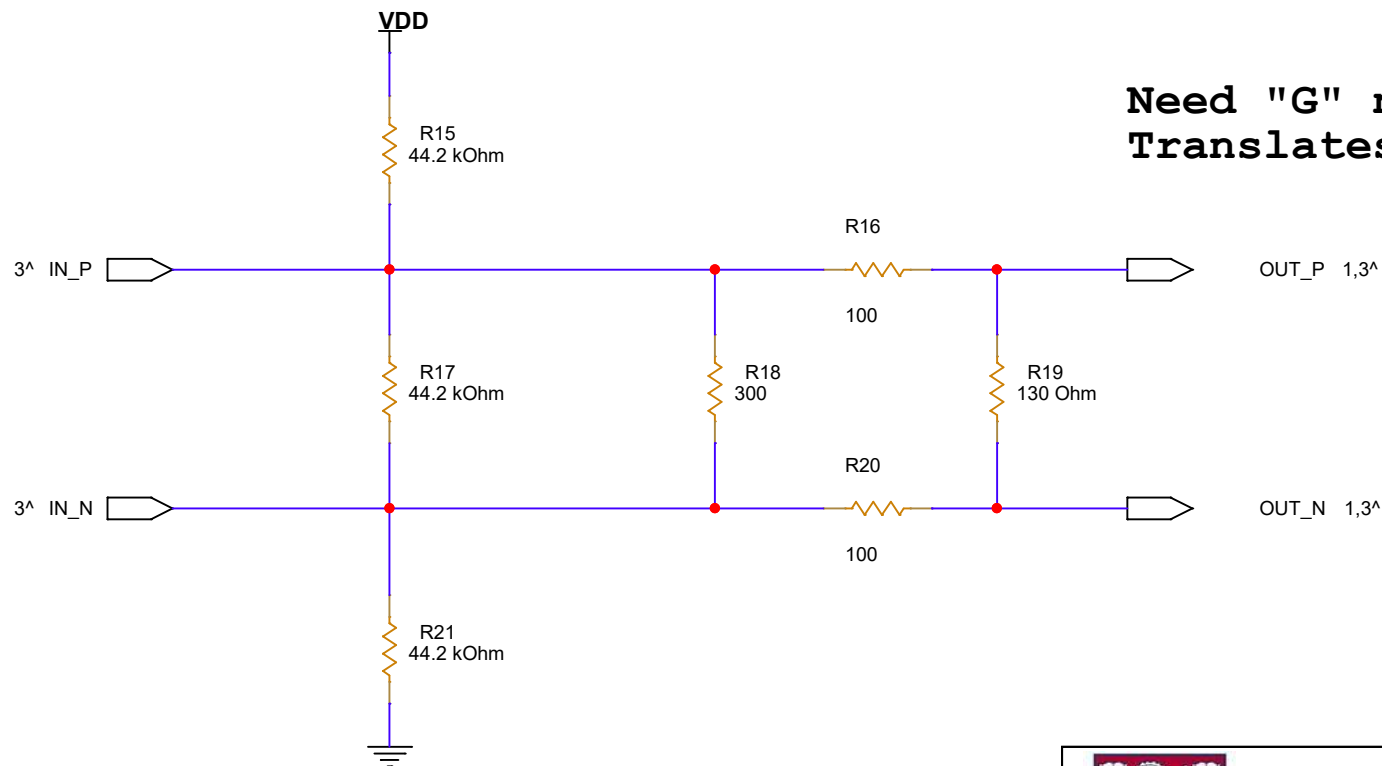 VDD
Need "G"
Translates
R15
44.2 kOhm
R16
3^ IN_P
OUT_P 1,3^
100
R17
44.2 kOhm
R18
300
R19
130 Ohm
R20
3^ IN_N
OUT_N 1,3^
100
R21
44.2 kOhm